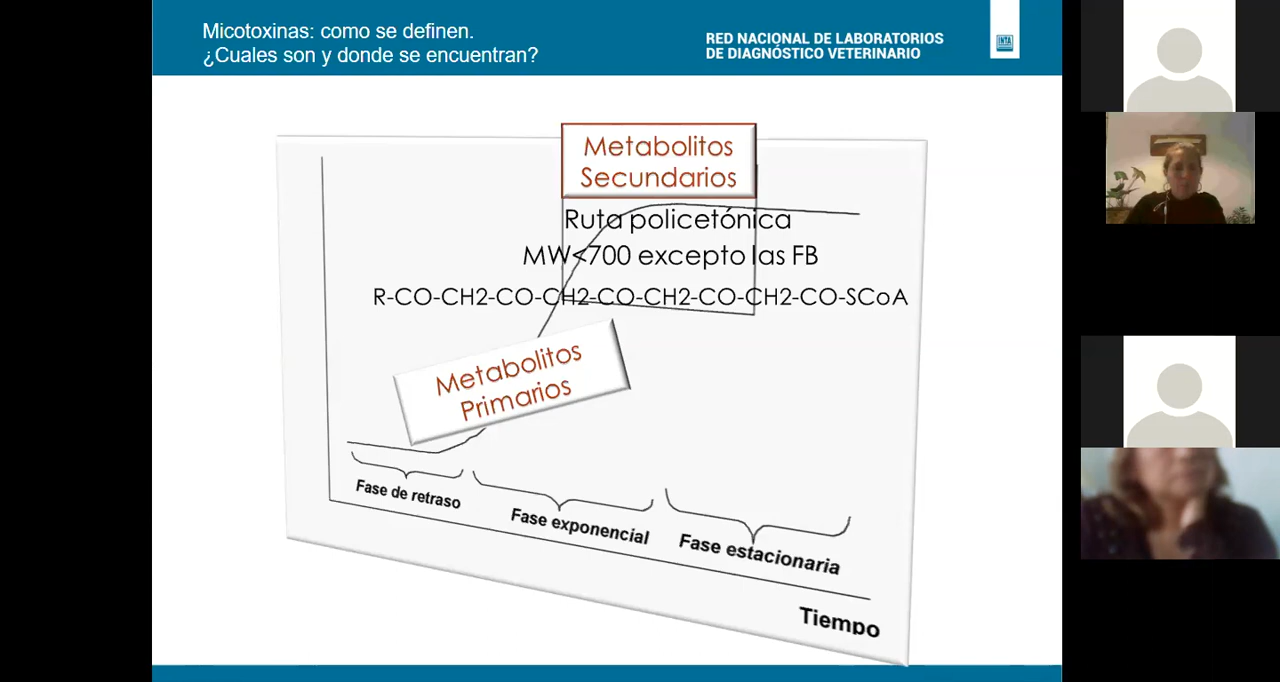 Micotoxinas: como se definen.
¿Cuales son y donde se encuentran?
RED NACIONAL DE LABORATORIOS
DE DIAGNÓSTICO VETERINARIO
INTA
Metabolitos
Secundarios
Ruta policetónica
MW<700 excepto las FB
R-CO-CH2-CO-CH2-CO-CH2-CO-CH2-CO-SCoA
Metabolitos
Primarios
Fase de retraso
Fase exponencial
Fase estacionaria
Tiempo